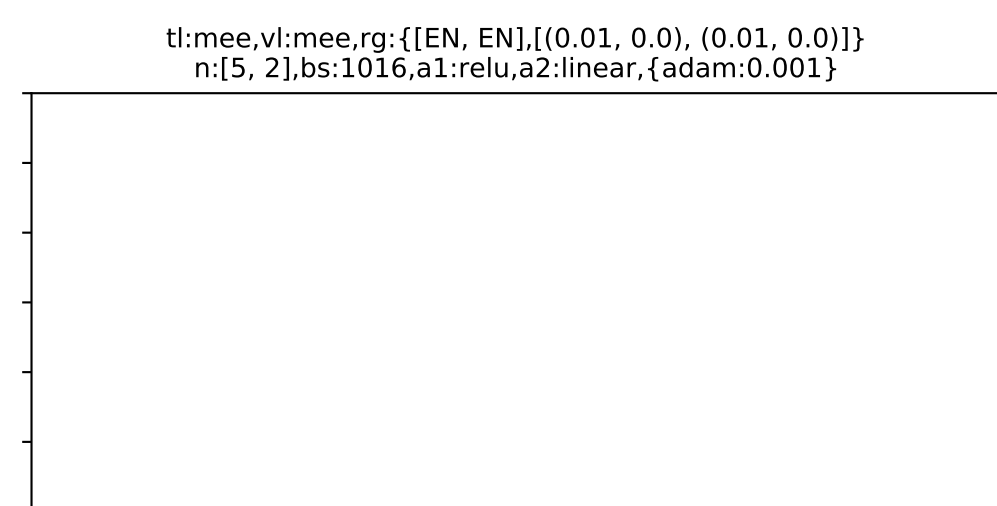 tl:mee,vl:mee,rg:{[EN, EN],[(0.01, 0.0), (0.01, 0.0)]}
n:[5, 2],bs:1016,a1:relu,a2:linear,{adam:0.001}